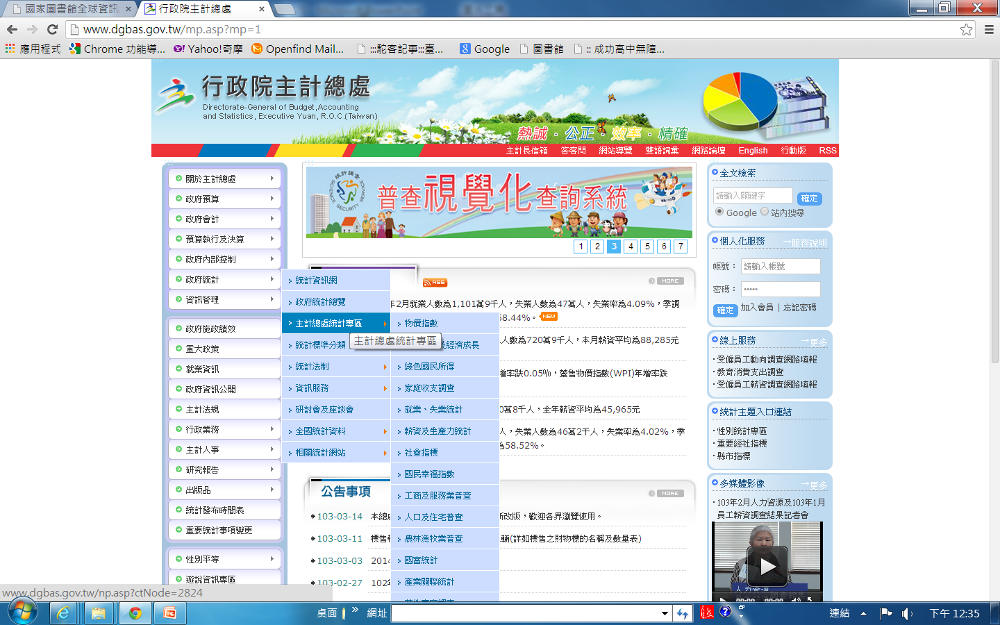 國家圖書館全球資訊
行政院主計總處
www.dgbas.gov.tw/mp.asp?mp=1
應用程式
Chrome 功能導...
Yahoo!奇摩
Openfind Mail...
:::駝客記事:::臺...
Google
圖書館
:: 成功高中無障...
行政院主計總處
Directorate-General of Budget,Accounting
and Statistics, Executive Yuan, R.O.C.(Taiwan)
熱誠 · 公正 · 效率 · 精確
主計長信箱 答客問 網站導覽 雙語詞彙 網路論壇 English 行動版 RSS
關於主計總處
政府預算
政府會計
預算執行及決算
政府內部控制
政府統計
資訊管理
政府施政績效
重大政策
就業資訊
政府資訊公開
主計法規
行政業務
主計人事
研究報告
出版品
統計發布時間表
重要統計事項變更
性別平等
遊說資訊專區
統計調查
SCIENCE SECURITY SERVICE
普查視覺化查詢系統
1 2 3 4 5 6 7
RSS
MORE
統計資訊網
政府統計總覽
主計總處統計專區
統計標準分類
統計法制
資訊服務
研討會及座談會
全國統計資料
相關統計網站
主計總處統計專區
物價指數
及經濟成長
綠色國民所得
家庭收支調查
就業、失業統計
薪資及生產力統計
社會指標
國民幸福指數
工商及服務業普查
人口及住宅普查
農林漁牧業普查
國富統計
產業關聯統計
年2月就業人數為1,101萬9千人，失業人數為47萬人，失業率為4.09%，季調
58.44%。 NEW
人數為720萬9千人，本月薪資平均為88,285元
增率跌0.05%，躉售物價指數(WPI)年增率跌
0萬8千人，全年薪資平均為45,965元
人，失業人數為46萬2千人，失業率為4.02%，季
為58.52%。
公告事項
MORE
103-03-14 本總 新改版，歡迎各界瀏覽使用。
103-03-11 標售 輛(詳如標售之財物標的名稱及數量表)
103-03-03 2014
103-02-27 102年
全文檢索
請輸入關鍵字
確定
Google 站內搜尋
個人化服務
→服務說明
帳號： 請輸入帳號
密碼： •••••
確定 加入會員 | 忘記密碼
線上服務
→更多
·受僱員工動向調查網路填報
·教育消費支出調查
·受僱員工薪資調查網路填報
統計主題入口連結
·性別統計專區
·重要經社指標
·縣市指標
多媒體影像
→更多
·103年2月人力資源及103年1月
員工薪資調查結果記者會
人力資源
00:00 00:00
www.dgbas.gov.tw/np.asp?ctNode=2824
桌面 » 網址
連結
下午 12:35